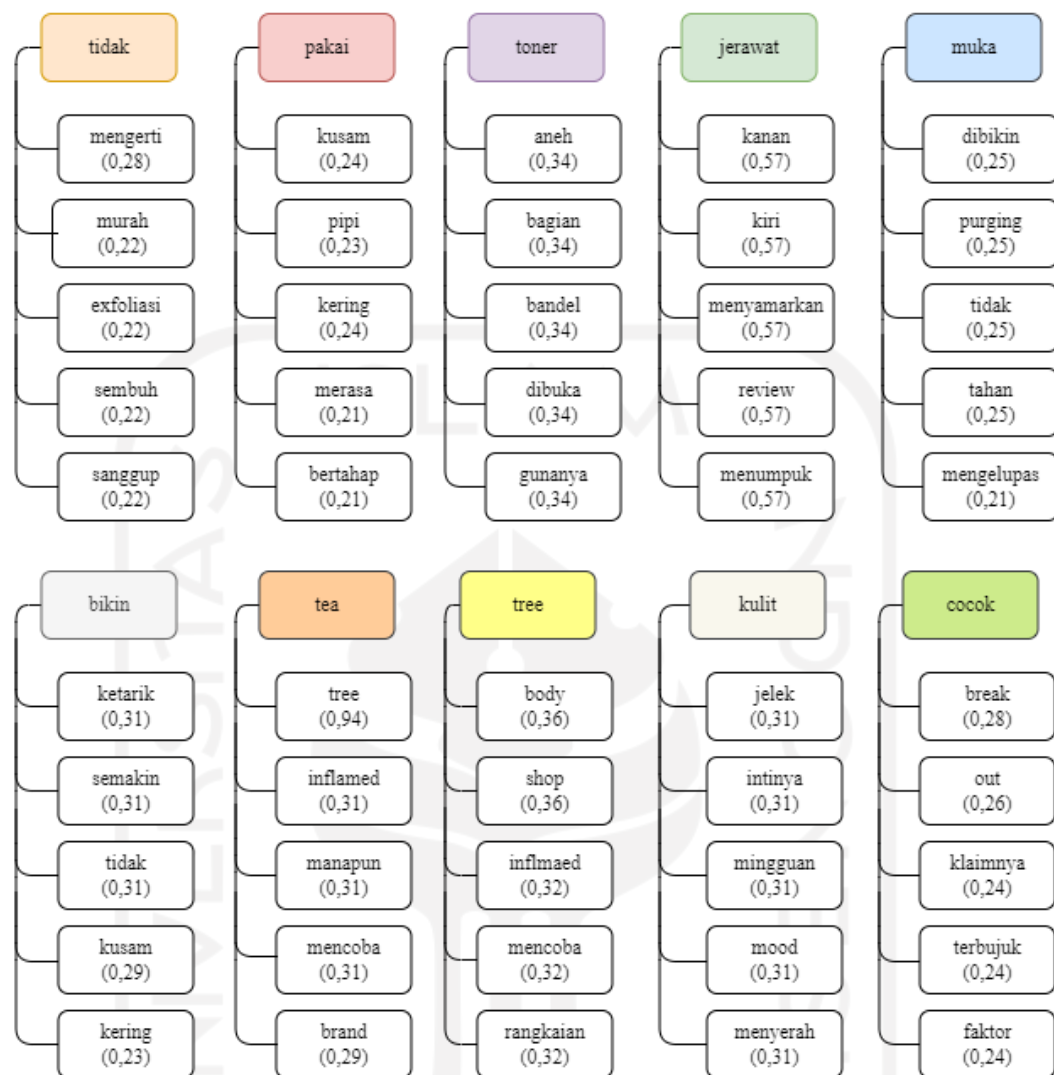 tidak
mengerti
(0,28)
murah
(0,22)
exfoliasi
(0,22)
sembuh
(0,22)
sanggup
(0,22)
pakai
kusam
(0,24)
pipi
(0,23)
kering
(0,24)
merasa
(0,21)
bertahap
(0,21)
toner
aneh
(0,34)
bagian
(0,34)
bandel
(0,34)
dibuka
(0,34)
gunanya
(0,34)
jerawat
kanan
(0,57)
kiri
(0,57)
menyamarkan
(0,57)
review
(0,57)
menumpuk
(0,57)
muka
dibikin
(0,25)
purging
(0,25)
tidak
(0,25)
tahan
(0,25)
mengelupas
(0,21)
bikin
ketarik
(0,31)
semakin
(0,31)
tidak
(0,31)
kusam
(0,29)
kering
(0,23)
tea
tree
(0,94)
inflamed
(0,31)
manapun
(0,31)
mencoba
(0,31)
brand
(0,29)
tree
body
(0,36)
shop
(0,36)
inflmaed
(0,32)
mencoba
(0,32)
rangkaian
(0,32)
kulit
jelek
(0,31)
intinya
(0,31)
mingguan
(0,31)
mood
(0,31)
menyerah
(0,31)
cocok
break
(0,28)
out
(0,26)
klaimnya
(0,24)
terbujuk
(0,24)
faktor
(0,24)